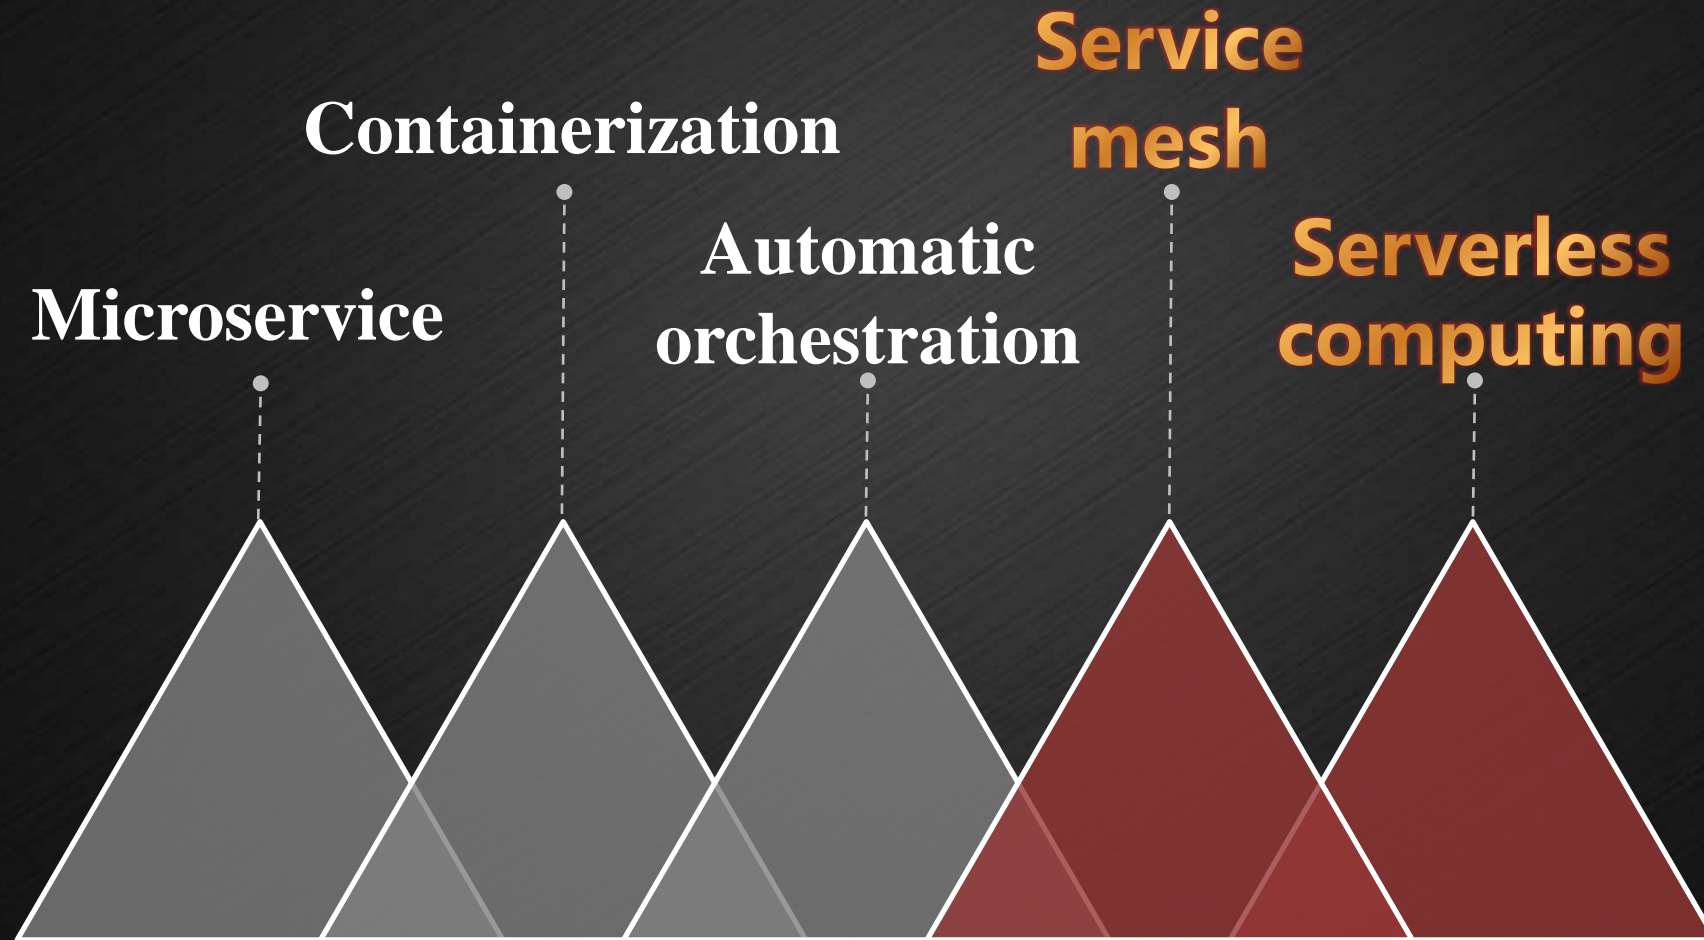 Microservice
Containerization
Automatic
orchestration
Service
mesh
Serverless
computing